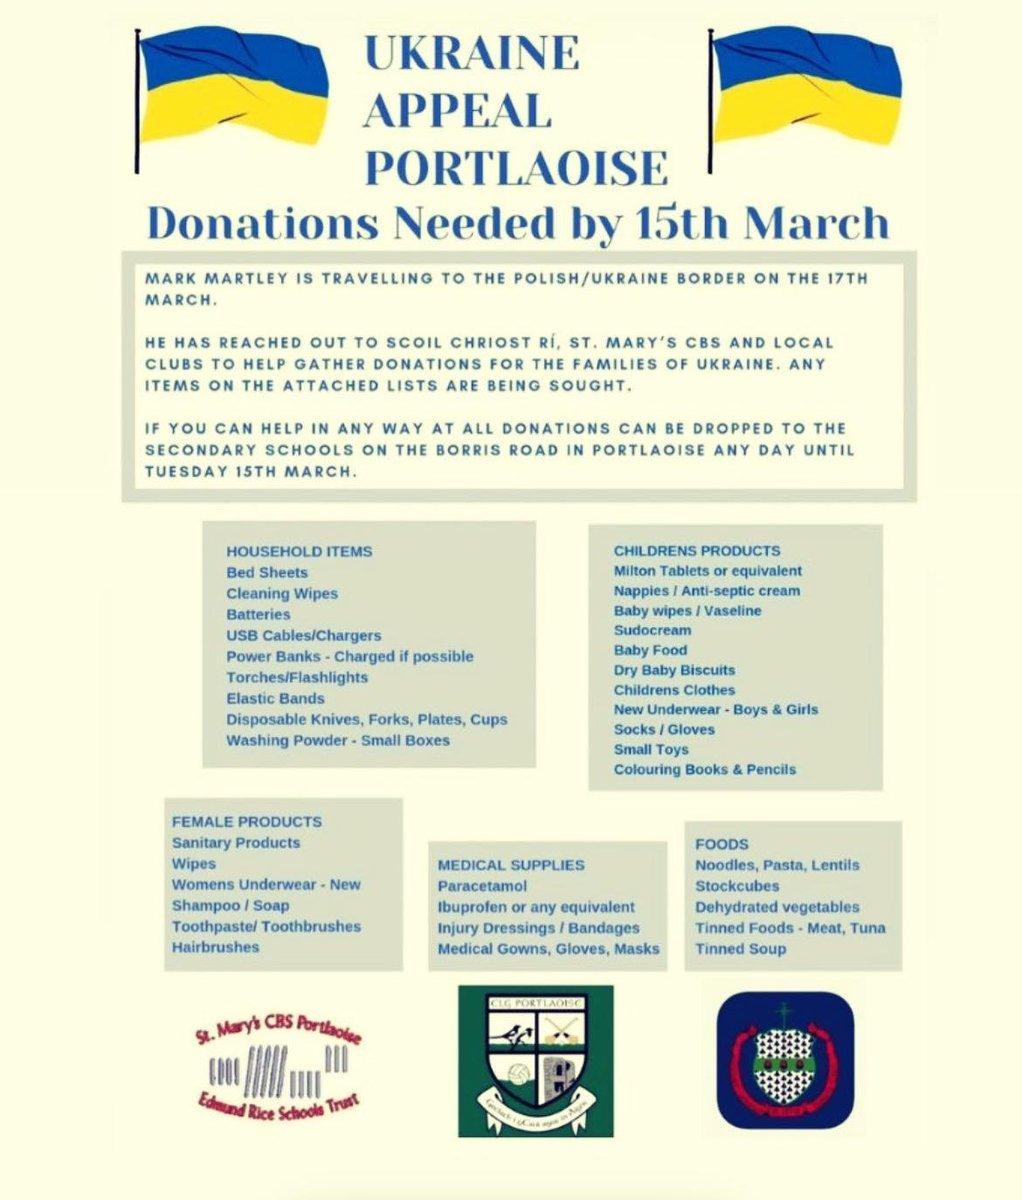 UKRAINE
APPEAL
PORTLAOISE
Donations Needed by 15th March
MARK MARTLEY IS TRAVELLING TO THE POLISH/UKRAINE BORDER ON THE 17TH
MARCH.
HE HAS REACHED OUT TO SCOIL CHRIOST RÍ, ST. MARY'S CBS AND LOCAL
CLUBS TO HELP GATHER DONATIONS FOR THE FAMILIES OF UKRAINE. ANY
ITEMS ON THE ATTACHED LISTS ARE BEING SOUGHT.
IF YOU CAN HELP IN ANY WAY AT ALL DONATIONS CAN BE DROPPED TO THE
SECONDARY SCHOOLS ON THE BORRIS ROAD IN PORTLAOISE ANY DAY UNTIL
TUESDAY 15TH MARCH.
HOUSEHOLD ITEMS
Bed Sheets
Cleaning Wipes
Batteries
USB Cables/Chargers
Power Banks - Charged if possible
Torches/Flashlights
Elastic Bands
Disposable Knives, Forks, Plates, Cups
Washing Powder - Small Boxes
CHILDRENS PRODUCTS
Milton Tablets or equivalent
Nappies / Anti-septic cream
Baby wipes / Vaseline
Sudocream
Baby Food
Dry Baby Biscuits
Childrens Clothes
New Underwear - Boys & Girls
Socks / Gloves
Small Toys
Colouring Books & Pencils
FEMALE PRODUCTS
Sanitary Products
Wipes
Womens Underwear - New
Shampoo / Soap
Toothpaste/ Toothbrushes
Hairbrushes
MEDICAL SUPPLIES
Paracetamol
Ibuprofen or any equivalent
Injury Dressings / Bandages
Medical Gowns, Gloves, Masks
FOODS
Noodles, Pasta, Lentils
Stockcubes
Dehydrated vegetables
Tinned Foods - Meat, Tuna
Tinned Soup
St. Mary's CBS Portlaoise
Edmund Rice Schools Trust
CLG PORTLAOISE